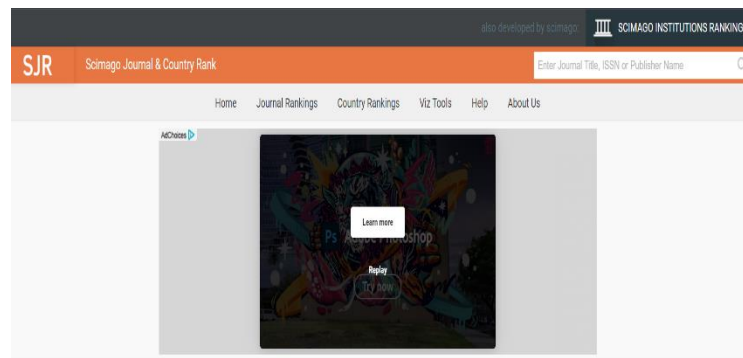 also developed by scimago:
SCIMAGO INSTITUTIONS RANKING
SJR
Scimago Journal & Country Rank
Enter Journal Title, ISSN or Publisher Name
Home Journal Rankings Country Rankings Viz Tools Help About Us
AdChoices
Learn more
Ps Adobe Photoshop
Replay
Try now